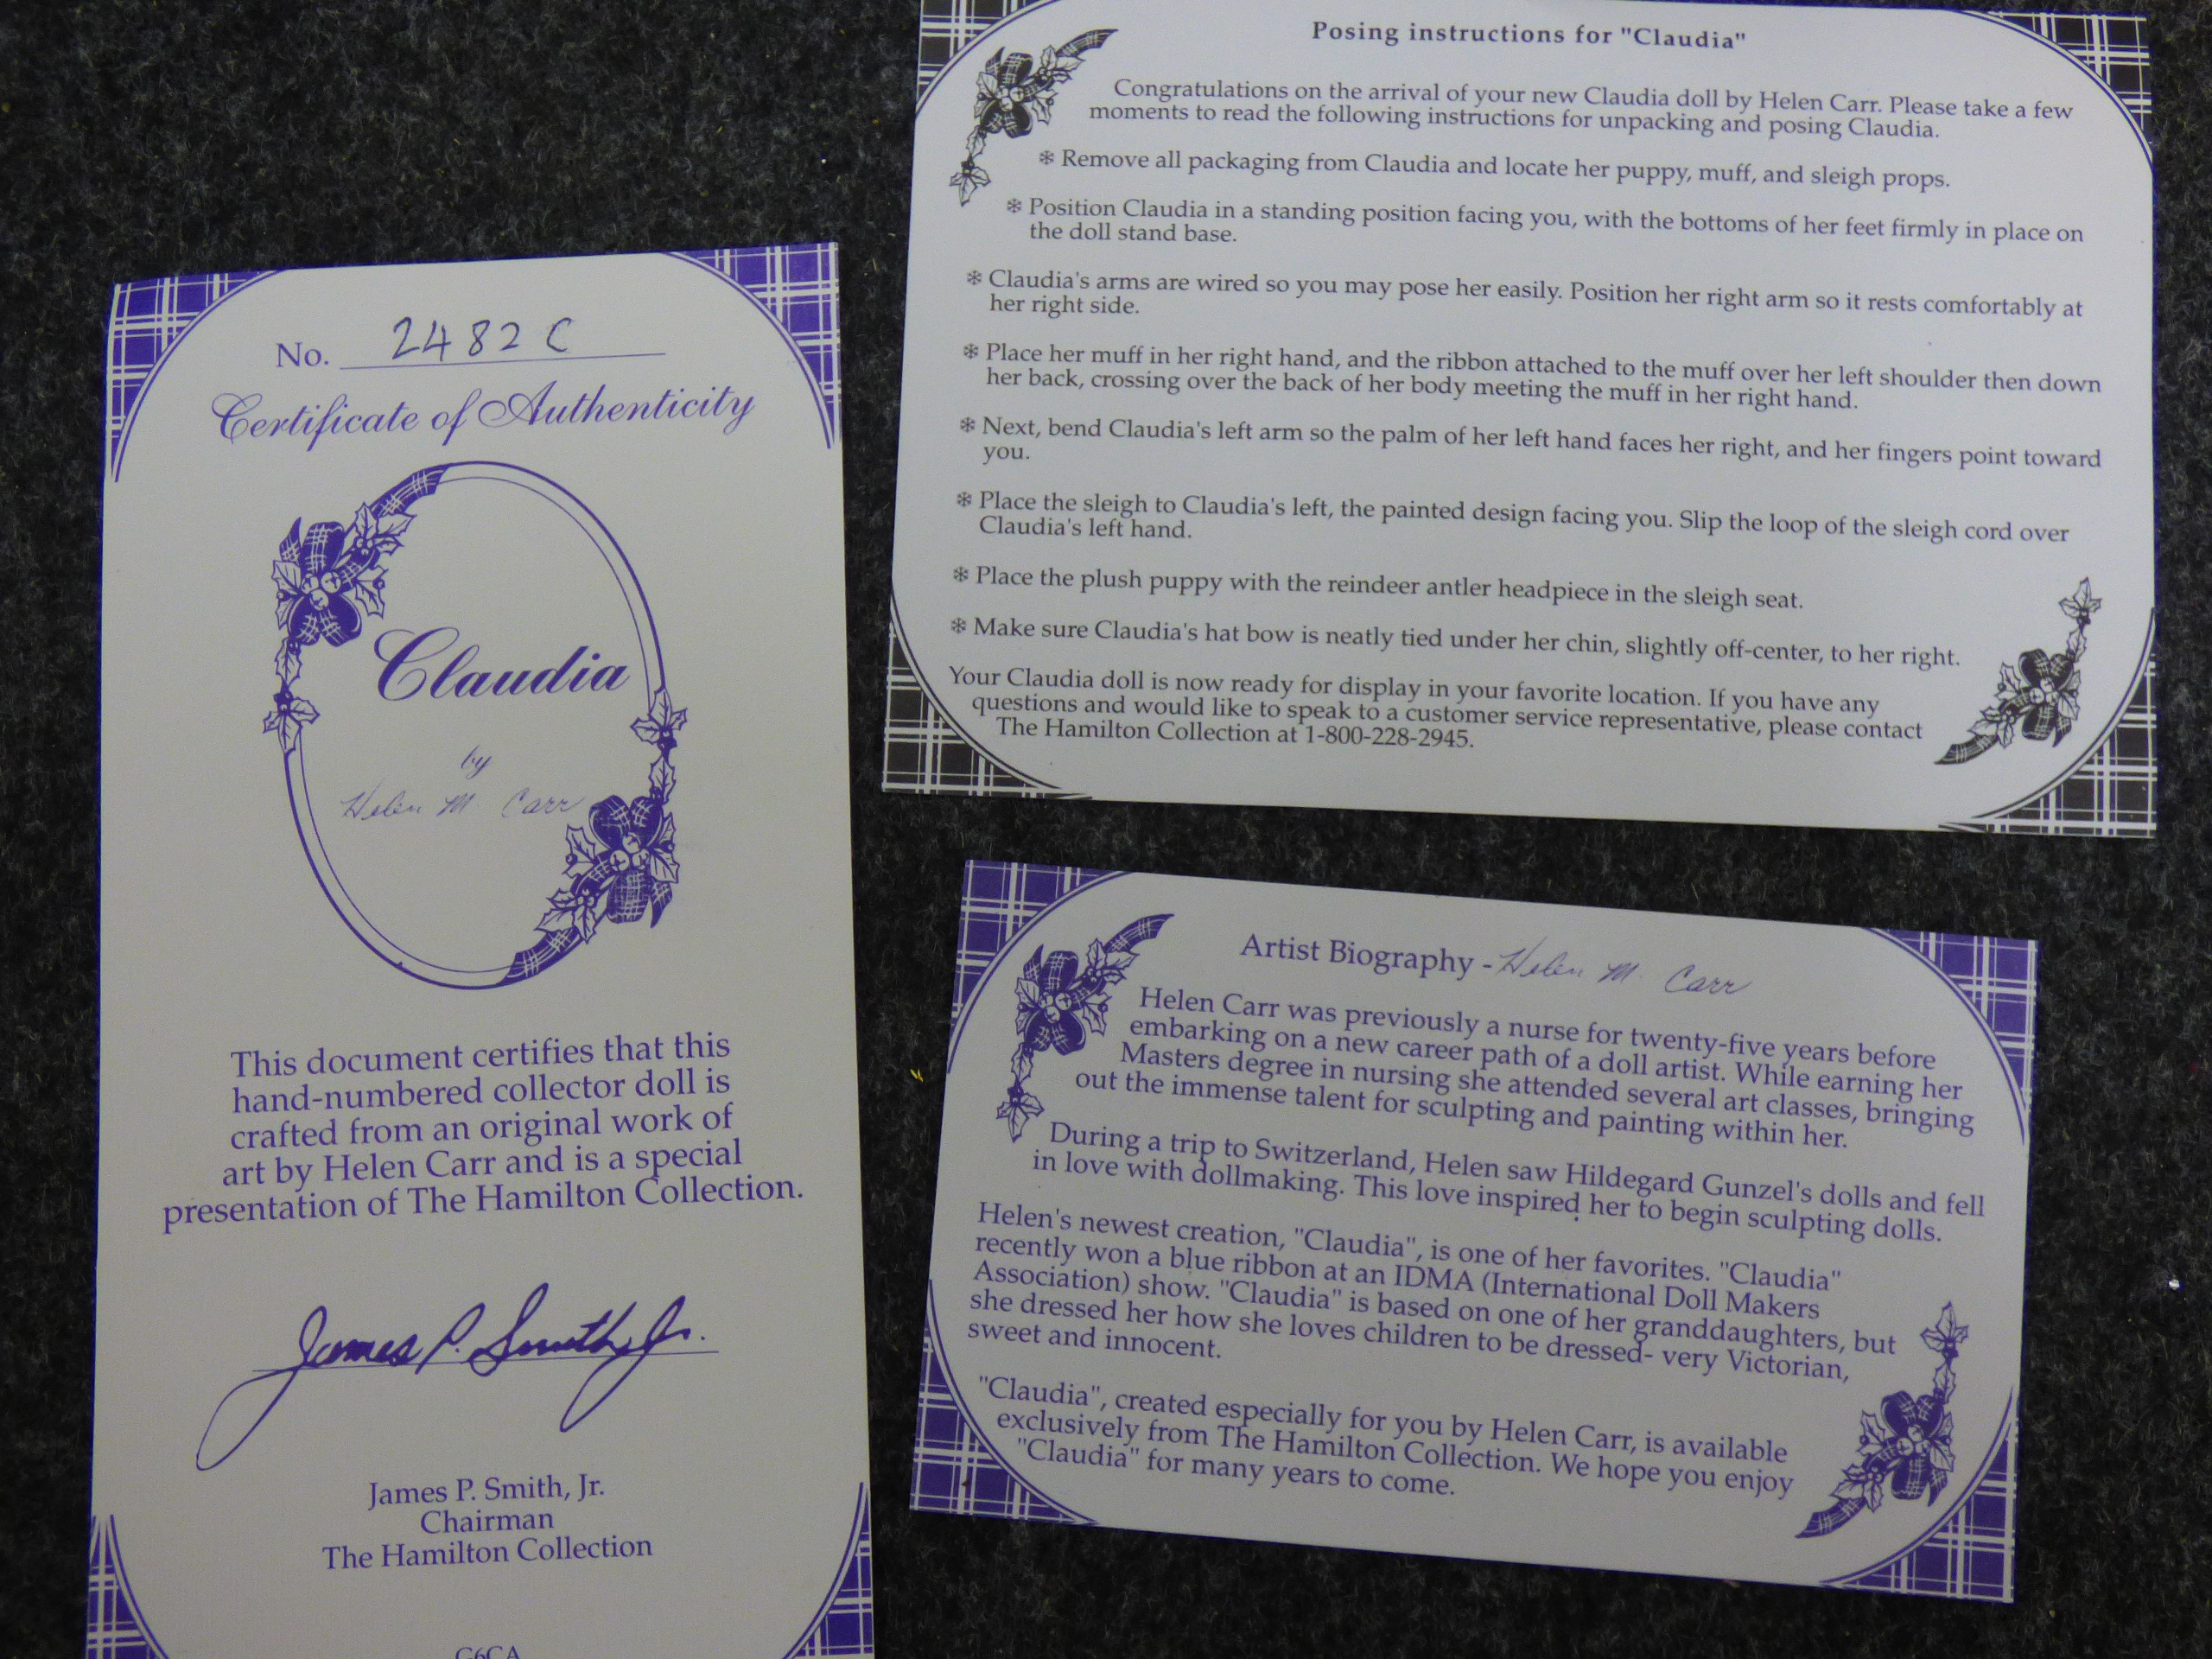 No. 2482 C
Certificate of Authenticity
Claudia
by
Helen M. Carr
This document certifies that this
hand-numbered collector doll is
crafted from an original work of
art by Helen Carr and is a special
presentation of The Hamilton Collection.
James P. Smith, Jr.
James P. Smith, Jr.
Chairman
The Hamilton Collection
G6CA
Posing instructions for "Claudia"
Congratulations on the arrival of your new Claudia doll by Helen Carr. Please take a few
moments to read the following instructions for unpacking and posing Claudia.
❄ Remove all packaging from Claudia and locate her puppy, muff, and sleigh props.
❄ Position Claudia in a standing position facing you, with the bottoms of her feet firmly in place on
the doll stand base.
❄ Claudia's arms are wired so you may pose her easily. Position her right arm so it rests comfortably at
her right side.
❄ Place her muff in her right hand, and the ribbon attached to the muff over her left shoulder then down
her back, crossing over the back of her body meeting the muff in her right hand.
❄ Next, bend Claudia's left arm so the palm of her left hand faces her right, and her fingers point toward
you.
❄ Place the sleigh to Claudia's left, the painted design facing you. Slip the loop of the sleigh cord over
Claudia's left hand.
❄ Place the plush puppy with the reindeer antler headpiece in the sleigh seat.
❄ Make sure Claudia's hat bow is neatly tied under her chin, slightly off-center, to her right.
Your Claudia doll is now ready for display in your favorite location. If you have any
questions and would like to speak to a customer service representative, please contact
The Hamilton Collection at 1-800-228-2945.
Artist Biography - Helen M. Carr
Helen Carr was previously a nurse for twenty-five years before
embarking on a new career path of a doll artist. While earning her
Masters degree in nursing she attended several art classes, bringing
out the immense talent for sculpting and painting within her.
During a trip to Switzerland, Helen saw Hildegard Gunzel's dolls and fell
in love with dollmaking. This love inspired her to begin sculpting dolls.
Helen's newest creation, "Claudia", is one of her favorites. "Claudia"
recently won a blue ribbon at an IDMA (International Doll Makers
Association) show. "Claudia" is based on one of her granddaughters, but
she dressed her how she loves children to be dressed- very Victorian,
sweet and innocent.
"Claudia", created especially for you by Helen Carr, is available
exclusively from The Hamilton Collection. We hope you enjoy
"Claudia" for many years to come.